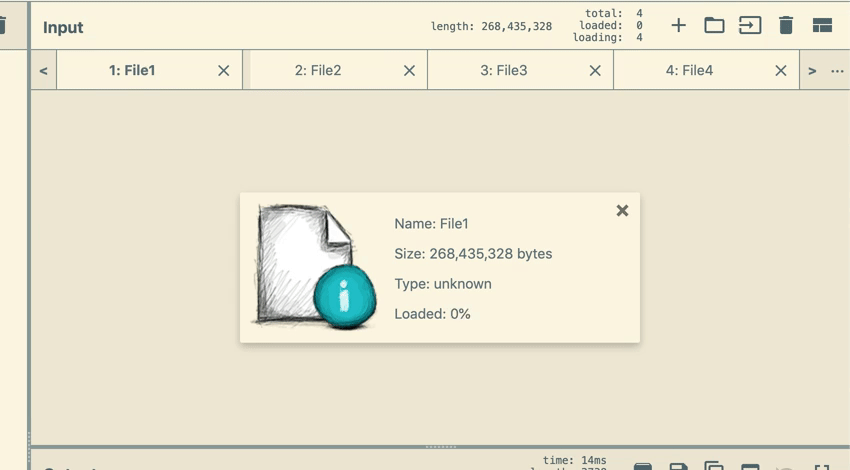 Input
length: 268,435,328
total: 4
loaded: 0
loading: 4
<
1: File1
2: File2
3: File3
4: File4
>
...
Name: File1
Size: 268,435,328 bytes
Type: unknown
Loaded: 0%
time: 14ms